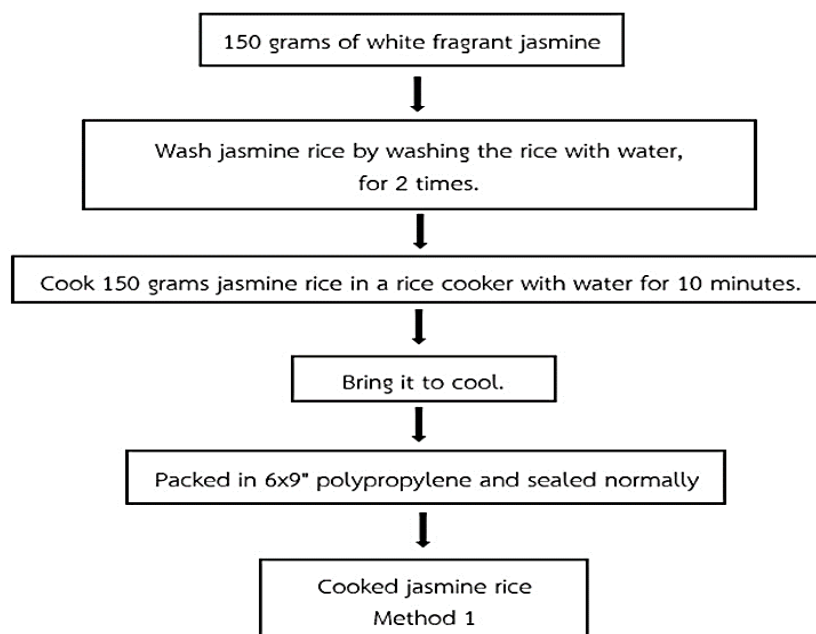 150 grams of white fragrant jasmine
Wash jasmine rice by washing the rice with water,
for 2 times.
Cook 150 grams jasmine rice in a rice cooker with water for 10 minutes.
Bring it to cool.
Packed in 6x9" polypropylene and sealed normally
Cooked jasmine rice
Method 1